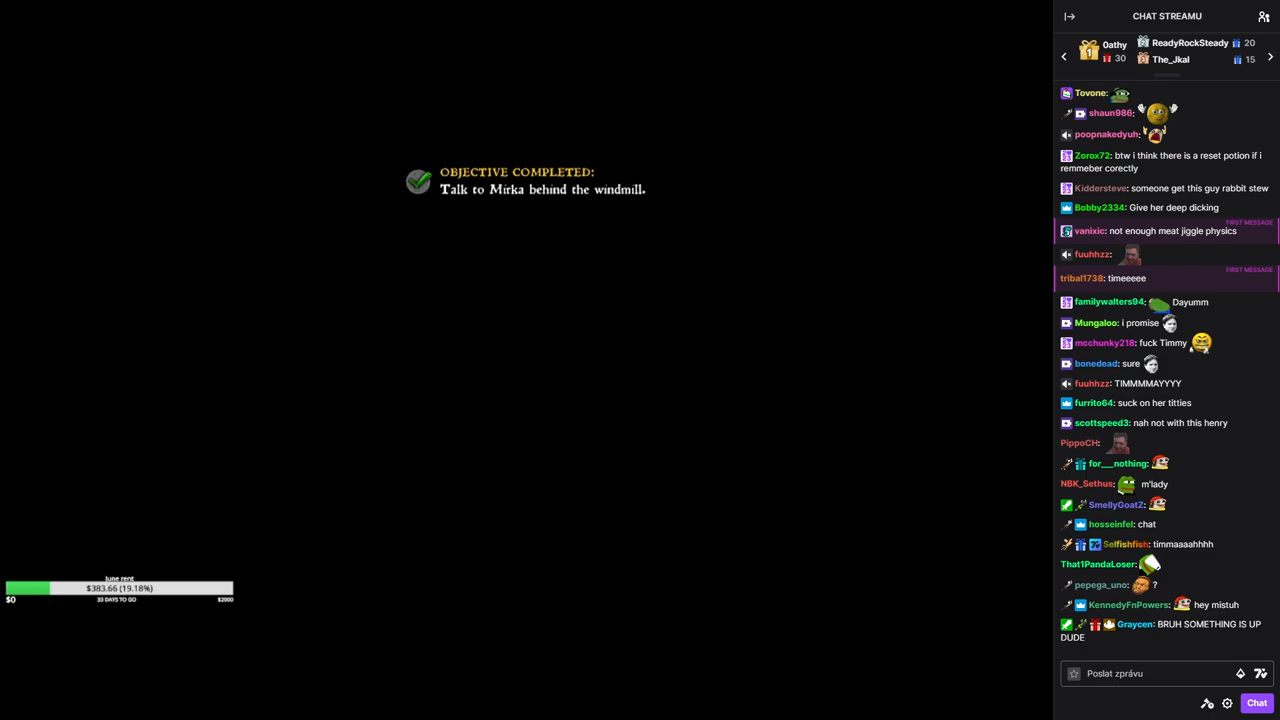 OBJECTIVE COMPLETED:
Talk to Mirka behind the windmill.
June rent
$383.66 (19.18%)
$0
33 DAYS TO GO
$2000
CHAT STREAMU
1
0athy
30
ReadyRockSteady
20
The_Jkal
15
Tovone:
shaun986:
poopnakedyuh:
Zorox72: btw i think there is a reset potion if i
remmeber corectly
Kiddersteve: someone get this guy rabbit stew
Bobby2334: Give her deep dicking
FIRST MESSAGE
vanixic: not enough meat jiggle physics
fuuhhzz:
FIRST MESSAGE
tribal1738: timeeeee
familywalters94: Dayumm
Mungaloo: i promise
mcchunky218: fuck Timmy
bonedead: sure
fuuhhzz: TIMMMMAYYYY
furrito64: suck on her titties
scottspeed3: nah not with this henry
PippoCH:
for___nothing:
NBK_Sethus: m'lady
SmellyGoatZ:
hosseinfel: chat
Selfishfish: timmaaaahhhh
That1PandaLoser:
pepega_uno: ?
KennedyFnPowers: hey mistuh
Graycen: BRUH SOMETHING IS UP
DUDE
Poslat zprávu
Chat